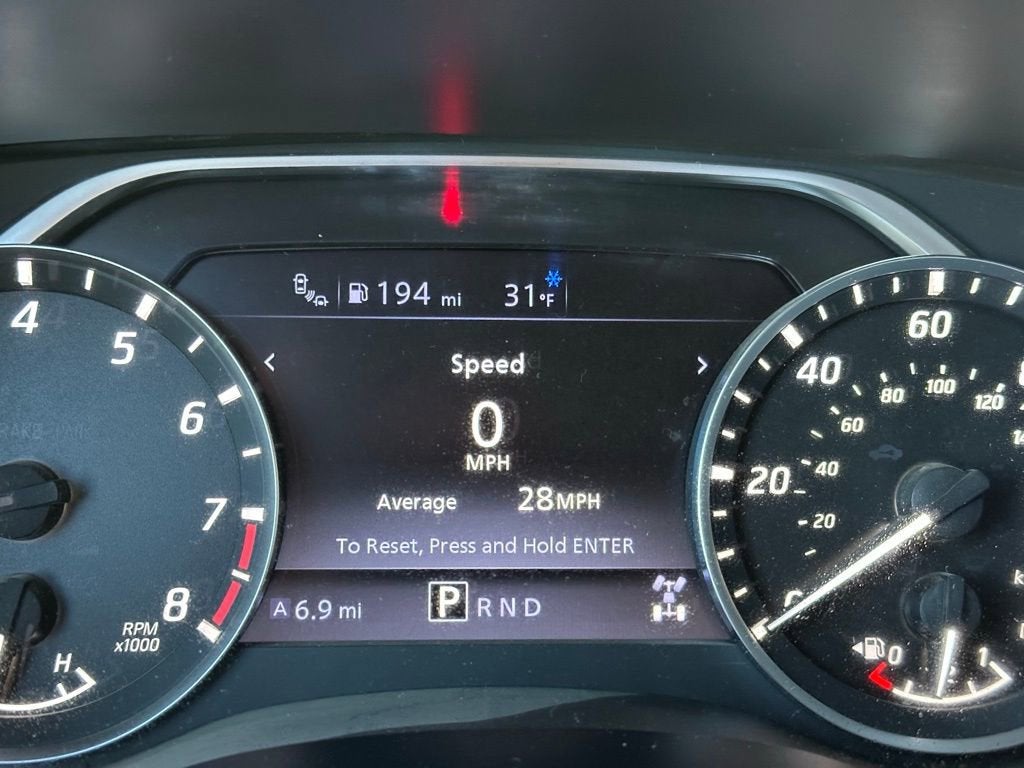 194 mi 31°F
< Speed >
0
MPH
Average 28MPH
To Reset, Press and Hold ENTER
A 6.9 mi P R N D
4
5
6
7
8
RPM
x1000
H
0
20
40
60
20
40
60
80
100
120
0 1